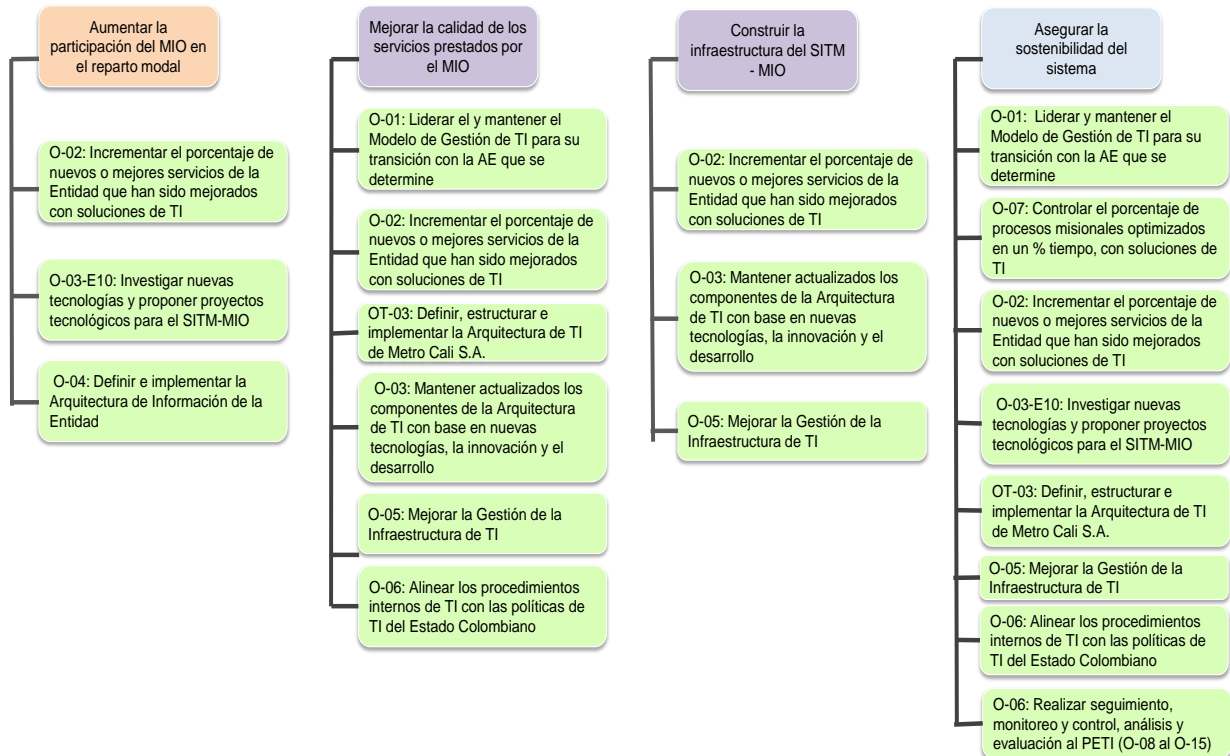 Aumentar la
participación del MIO en
el reparto modal
O-02: Incrementar el porcentaje de
nuevos o mejores servicios de la
Entidad que han sido mejorados
con soluciones de TI
O-03-E10: Investigar nuevas
tecnologías y proponer proyectos
tecnológicos para el SITM-MIO
O-04: Definir e implementar la
Arquitectura de Información de la
Entidad
Mejorar la calidad de los
servicios prestados por
el MIO
O-01: Liderar el y mantener el
Modelo de Gestión de TI para su
transición con la AE que se
determine
O-02: Incrementar el porcentaje de
nuevos o mejores servicios de la
Entidad que han sido mejorados
con soluciones de TI
OT-03: Definir, estructurar e
implementar la Arquitectura de TI
de Metro Cali S.A.
O-03: Mantener actualizados los
componentes de la Arquitectura
de TI con base en nuevas
tecnologías, la innovación y el
desarrollo
O-05: Mejorar la Gestión de la
Infraestructura de TI
O-06: Alinear los procedimientos
internos de TI con las políticas de
TI del Estado Colombiano
Construir la
infraestructura del SITM
- MIO
O-02: Incrementar el porcentaje de
nuevos o mejores servicios de la
Entidad que han sido mejorados
con soluciones de TI
O-03: Mantener actualizados los
componentes de la Arquitectura
de TI con base en nuevas
tecnologías, la innovación y el
desarrollo
O-05: Mejorar la Gestión de la
Infraestructura de TI
Asegurar la
sostenibilidad del
sistema
O-01: Liderar y mantener el
Modelo de Gestión de TI para su
transición con la AE que se
determine
O-07: Controlar el porcentaje de
procesos misionales optimizados
en un % tiempo, con soluciones de
TI
O-02: Incrementar el porcentaje de
nuevos o mejores servicios de la
Entidad que han sido mejorados
con soluciones de TI
O-03-E10: Investigar nuevas
tecnologías y proponer proyectos
tecnológicos para el SITM-MIO
OT-03: Definir, estructurar e
implementar la Arquitectura de TI
de Metro Cali S.A.
O-05: Mejorar la Gestión de la
Infraestructura de TI
O-06: Alinear los procedimientos
internos de TI con las políticas de
TI del Estado Colombiano
O-06: Realizar seguimiento,
monitoreo y control, análisis y
evaluación al PETI (O-08 al O-15)